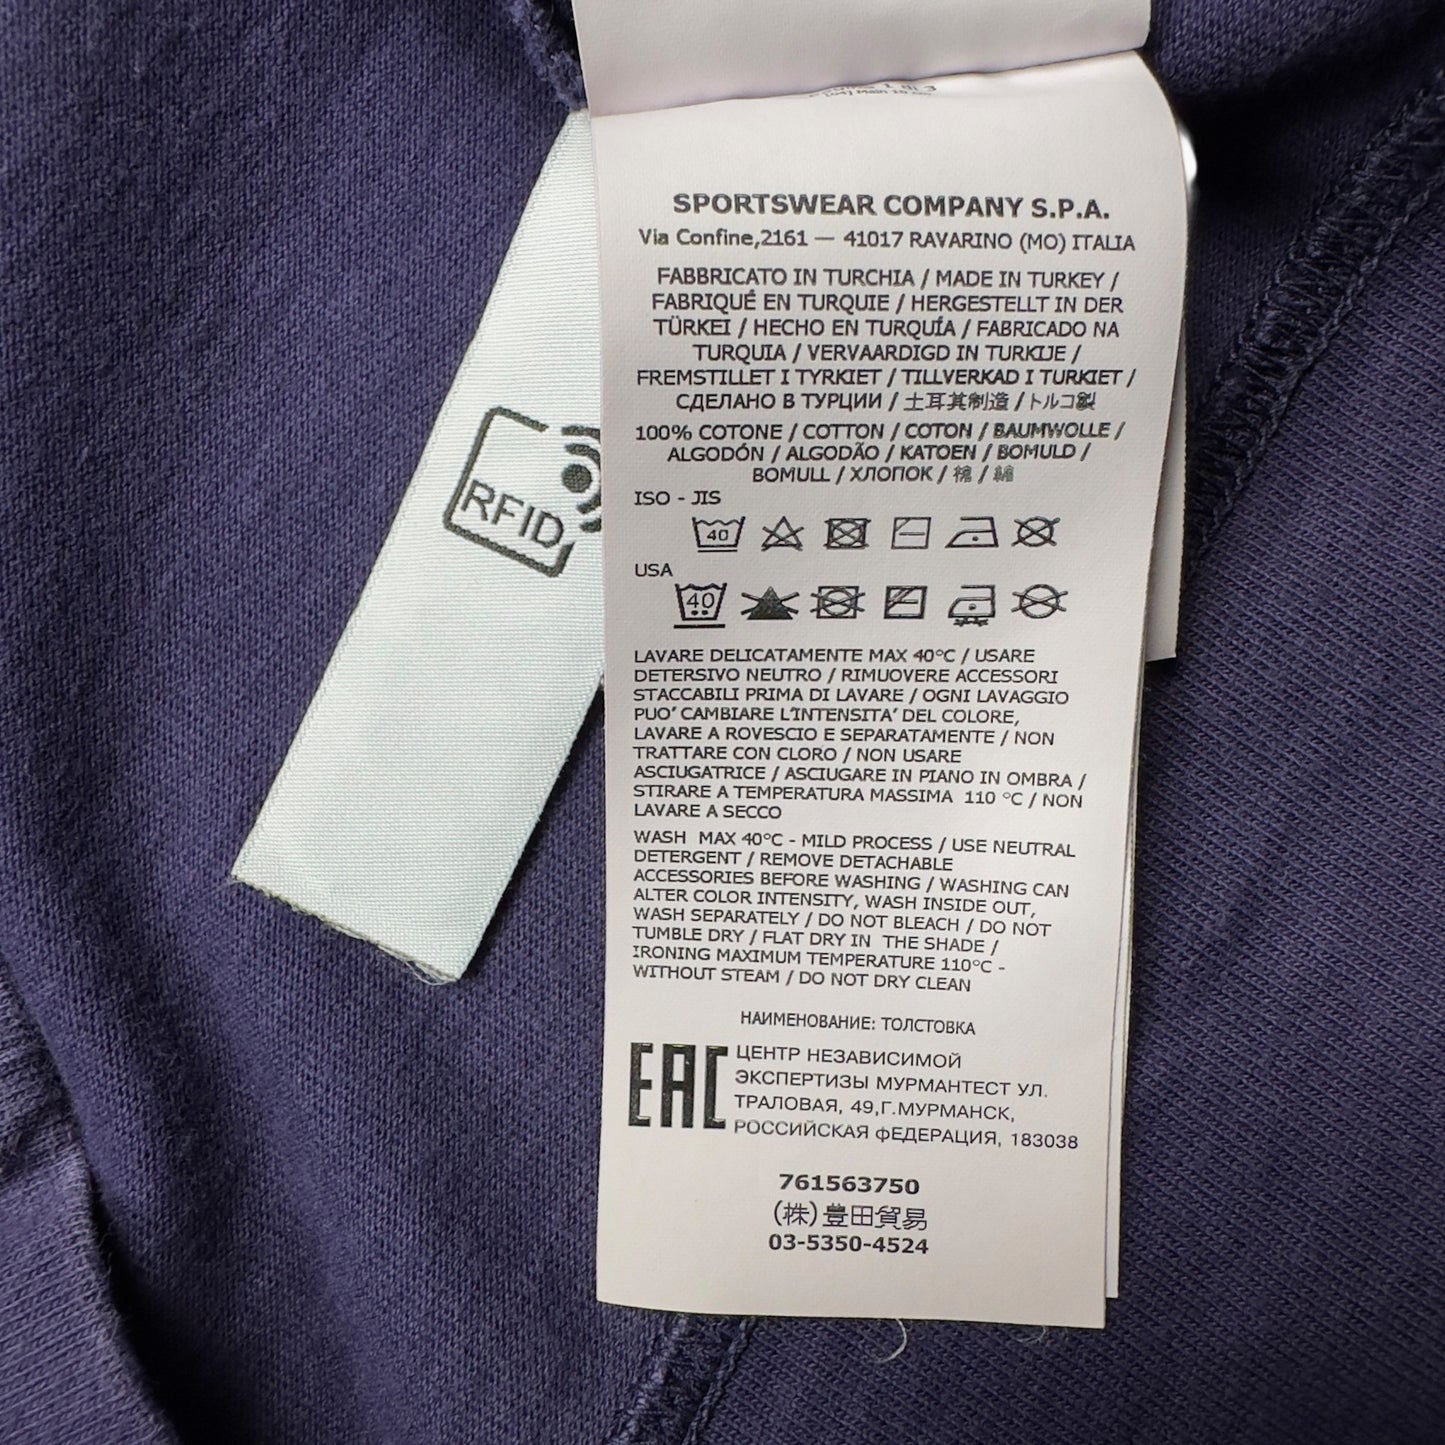 SPORTSWEAR COMPANY S.P.A.
Via Confine,2161 — 41017 RAVARINO (MO) ITALIA
FABBRICATO IN TURCHIA / MADE IN TURKEY /
FABRIQUÉ EN TURQUIE / HERGESTELLT IN DER
TÜRKEI / HECHO EN TURQUÍA / FABRICADO NA
TURQUIA / VERVAARDIGD IN TURKIJE /
FREMSTILLET I TYRKIET / TILLVERKAD I TURKIET /
СДЕЛАНО В ТУРЦИИ / 土耳其制造 / トルコ製
100% COTONE / COTTON / COTON / BAUMWOLLE /
ALGODÓN / ALGODÃO / KATOEN / BOMULD /
BOMULL / ХЛОПОК / 棉 / 綿
ISO - JIS
40
USA
40
RFID
LAVARE DELICATAMENTE MAX 40°C / USARE
DETERSIVO NEUTRO / RIMUOVERE ACCESSORI
STACCABILI PRIMA DI LAVARE / OGNI LAVAGGIO
PUO' CAMBIARE L'INTENSITA' DEL COLORE,
LAVARE A ROVESCIO E SEPARATAMENTE / NON
TRATTARE CON CLORO / NON USARE
ASCIUGATRICE / ASCIUGARE IN PIANO IN OMBRA /
STIRARE A TEMPERATURA MASSIMA 110 °C / NON
LAVARE A SECCO
WASH MAX 40°C - MILD PROCESS / USE NEUTRAL
DETERGENT / REMOVE DETACHABLE
ACCESSORIES BEFORE WASHING / WASHING CAN
ALTER COLOR INTENSITY, WASH INSIDE OUT,
WASH SEPARATELY / DO NOT BLEACH / DO NOT
TUMBLE DRY / FLAT DRY IN THE SHADE /
IRONING MAXIMUM TEMPERATURE 110°C -
WITHOUT STEAM / DO NOT DRY CLEAN
НАИМЕНОВАНИЕ: ТОЛСТОВКА
EAC
ЦЕНТР НЕЗАВИСИМОЙ
ЭКСПЕРТИЗЫ МУРМАНТЕСТ УЛ.
ТРАЛОВАЯ, 49,Г.МУРМАНСК,
РОССИЙСКАЯ фЕДЕРАЦИЯ, 183038
761563750
(株)豊田貿易
03-5350-4524